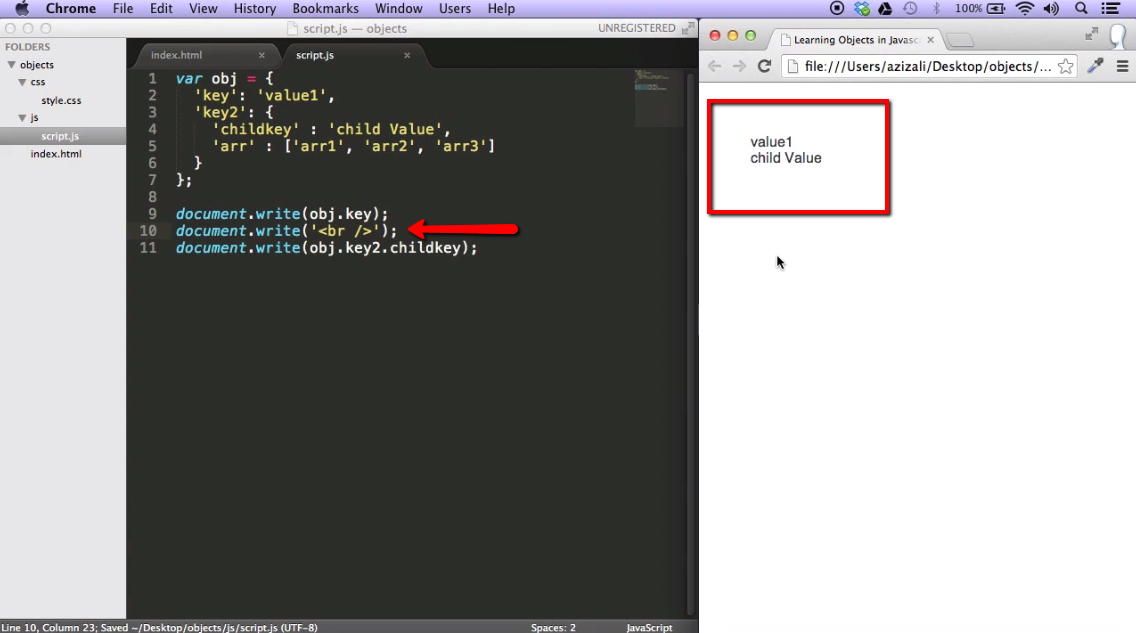 Chrome File Edit View History Bookmarks Window Users Help 100%
script.js — objects UNREGISTERED
FOLDERS
objects
css
style.css
js
script.js
index.html
index.html × script.js ×
1 var obj = {
2 'key': 'value1',
3 'key2': {
4 'childkey' : 'child Value',
5 'arr' : ['arr1', 'arr2', 'arr3']
6 }
7 };
8
9 document.write(obj.key);
10 document.write('<br />');
11 document.write(obj.key2.childkey);
Line 10, Column 23; Saved ~/Desktop/objects/js/script.js (UTF-8) Spaces: 2 JavaScript
Learning Objects in Javasc ×
file:///Users/azizali/Desktop/objects/...
value1
child Value